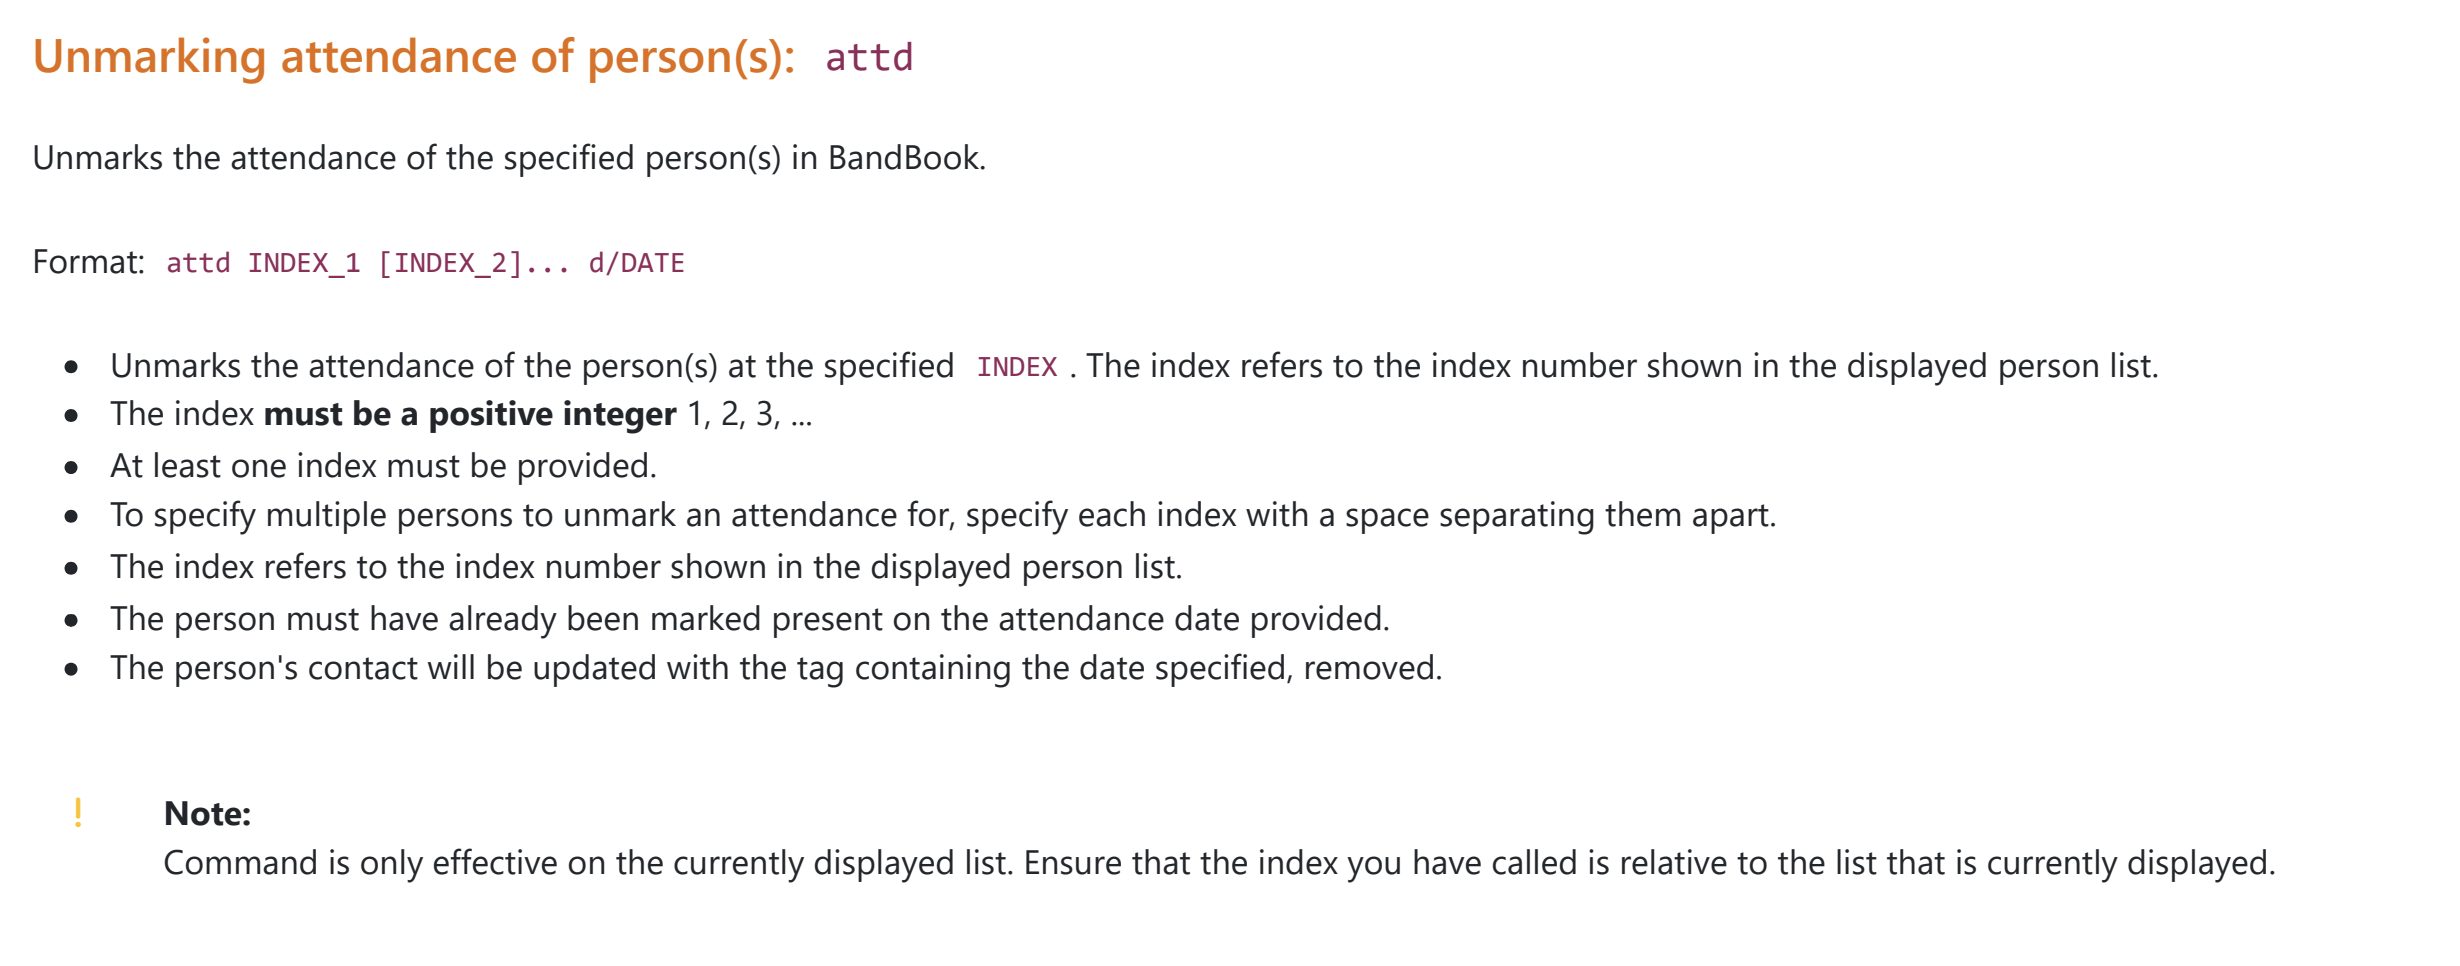 Unmarking attendance of person(s): attd
Unmarks the attendance of the specified person(s) in BandBook.
Format: attd INDEX_1 [INDEX_2]... d/DATE
• Unmarks the attendance of the person(s) at the specified INDEX . The index refers to the index number shown in the displayed person list.
• The index must be a positive integer 1, 2, 3, ...
• At least one index must be provided.
• To specify multiple persons to unmark an attendance for, specify each index with a space separating them apart.
• The index refers to the index number shown in the displayed person list.
• The person must have already been marked present on the attendance date provided.
• The person's contact will be updated with the tag containing the date specified, removed.
! Note:
Command is only effective on the currently displayed list. Ensure that the index you have called is relative to the list that is currently displayed.